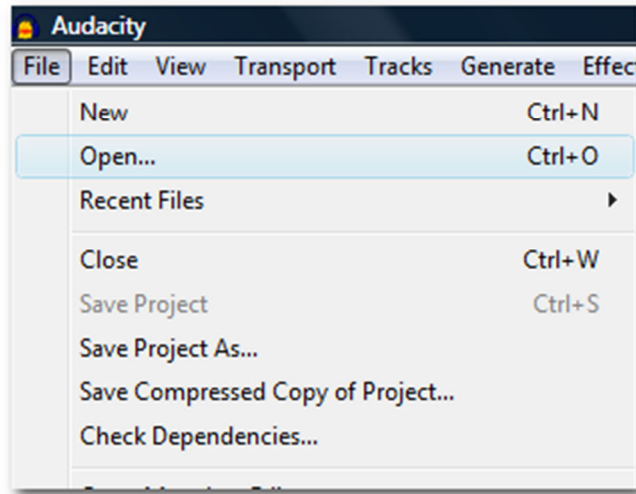 Audacity
File Edit View Transport Tracks Generate Effec
New Ctrl+N
Open... Ctrl+O
Recent Files
Close Ctrl+W
Save Project Ctrl+S
Save Project As...
Save Compressed Copy of Project...
Check Dependencies...